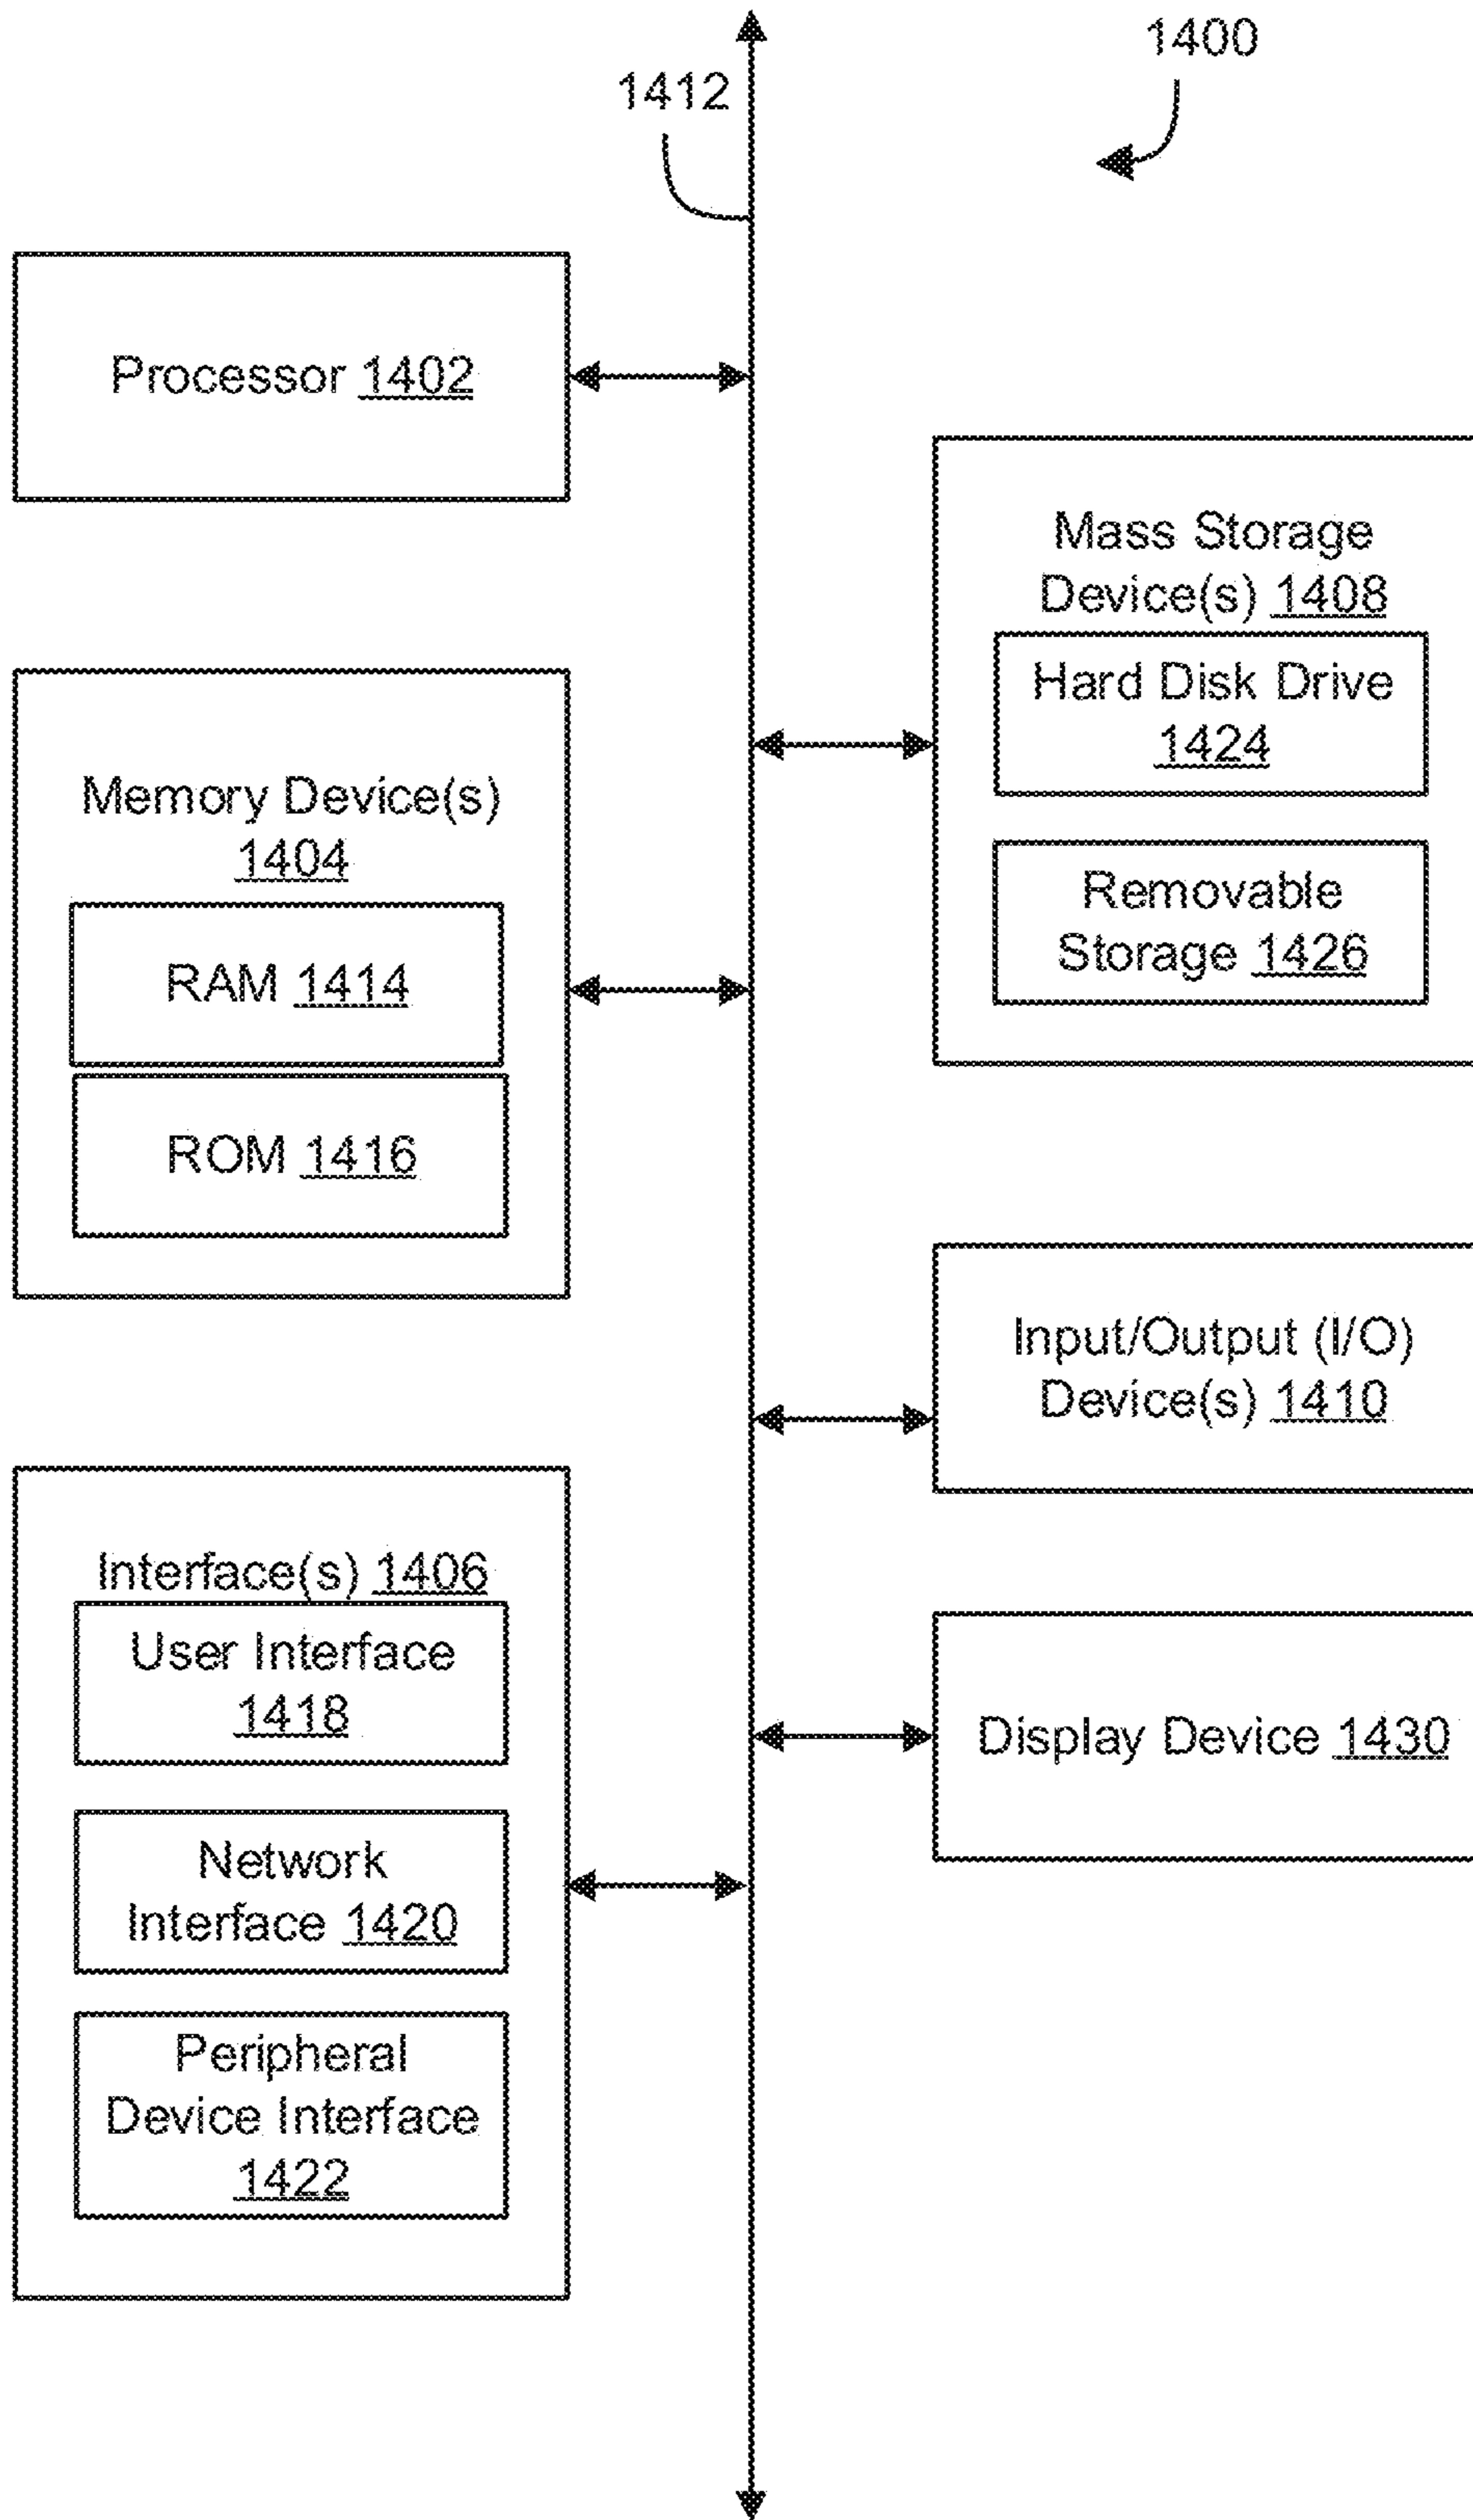 1400
1412
Processor 1402
Mass Storage
Device(s) 1408
Hard Disk Drive
1424
Removable
Storage 1426
Memory Device(s)
1404
RAM 1414
ROM 1416
Input/Output (I/O)
Device(s) 1410
Interface(s) 1406
User Interface
1418
Network
Interface 1420
Peripheral
Device Interface
1422
Display Device 1430